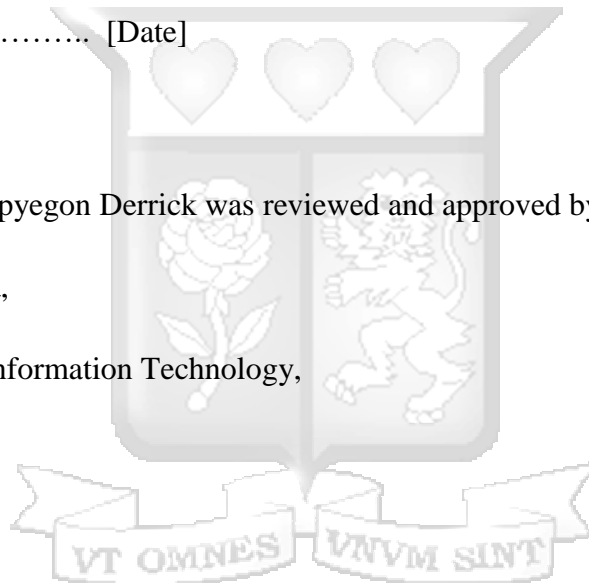 ……….. [Date]
pyegon Derrick was reviewed and approved by
,
nformation Technology,
VT OMNES VNVM SINT